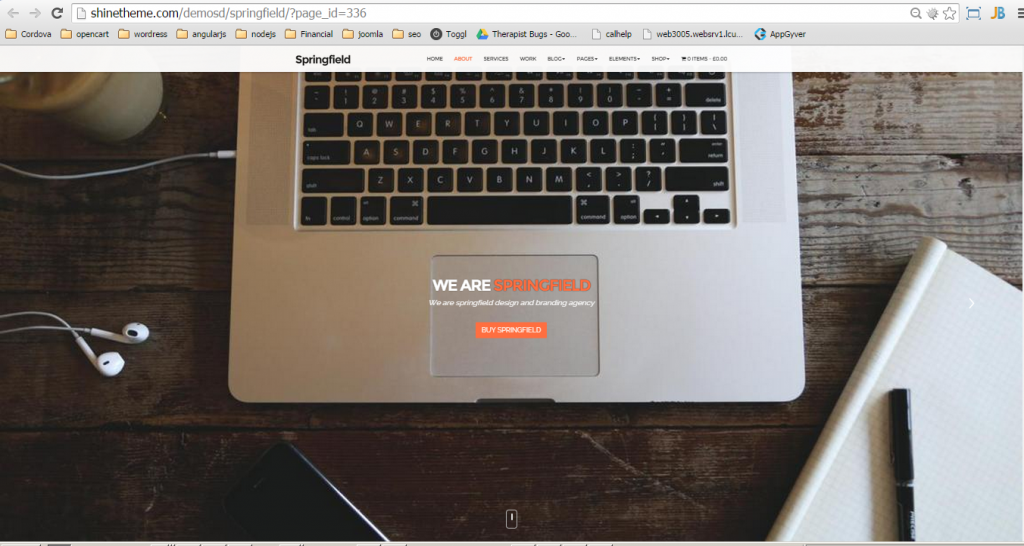 shinetheme.com/demosd/springfield/?page_id=336
Cordova opencart wordress angularjs nodejs Financial joomla seo Toggl Therapist Bugs - Goo... calhelp web3005.websrv1.lcu... AppGyver
Springfield HOME ABOUT SERVICES WORK BLOG PAGES ELEMENTS SHOP 0 ITEMS - £0.00
~ ! @ # $ % ^ & * ( ) _ +
` 1 2 3 4 5 6 7 8 9 0 - = delete
tab Q W E R T Y U I O P { [ } ] | \
caps lock A S D F G H J K L : ; " ' enter return
shift Z X C V B N M < , > . ? / shift
fn control alt option ⌘ command ⌘ command alt option
WE ARE SPRINGFIELD
We are springfield design and branding agency
BUY SPRINGFIELD